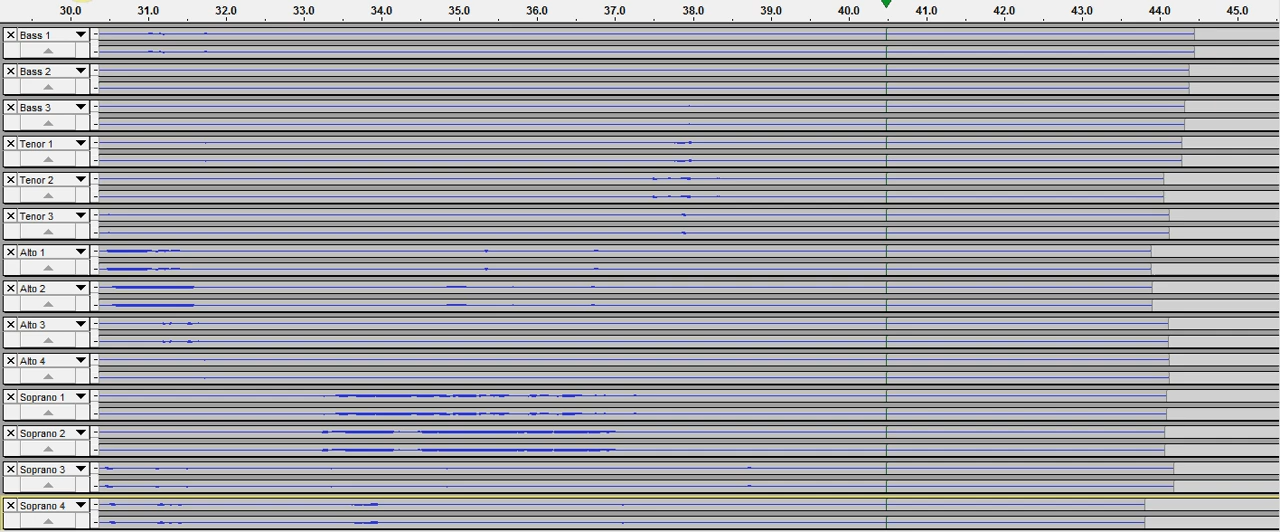 30.0 31.0 32.0 33.0 34.0 35.0 36.0 37.0 38.0 39.0 40.0 41.0 42.0 43.0 44.0 45.0
X Bass 1
X Bass 2
X Bass 3
X Tenor 1
X Tenor 2
X Tenor 3
X Alto 1
X Alto 2
X Alto 3
X Alto 4
X Soprano 1
X Soprano 2
X Soprano 3
X Soprano 4